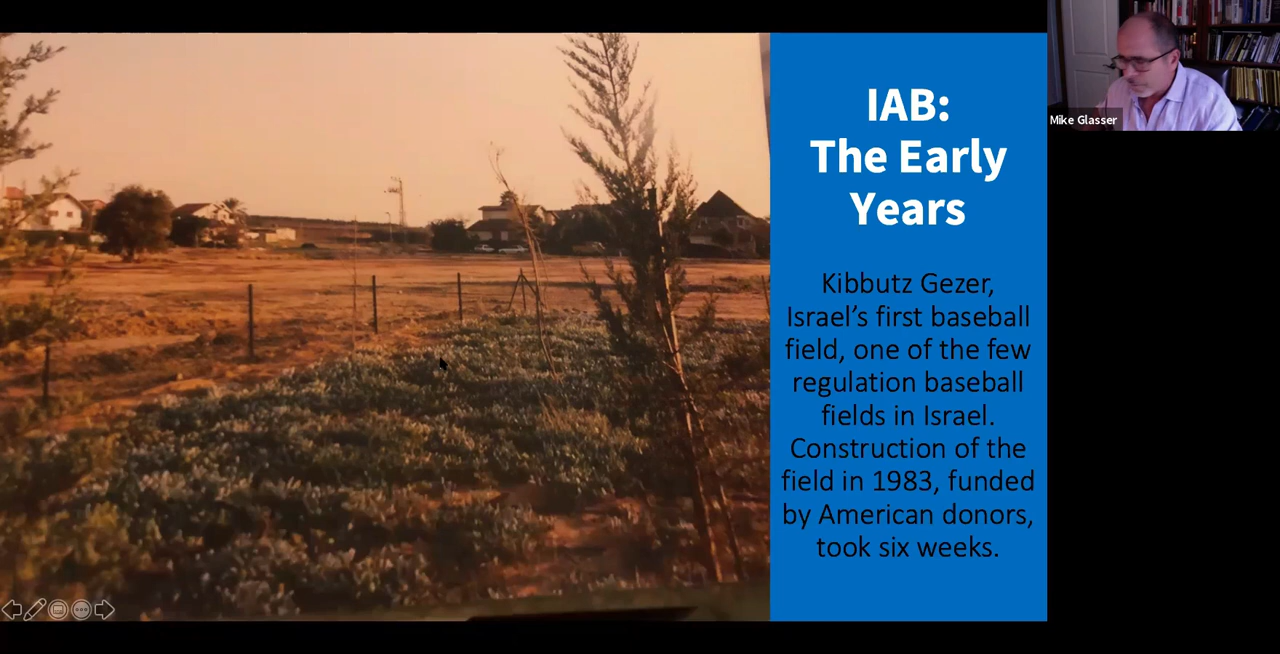 IAB:
The Early
Years
Kibbutz Gezer,
Israel’s first baseball
field, one of the few
regulation baseball
fields in Israel.
Construction of the
field in 1983, funded
by American donors,
took six weeks.
Mike Glasser